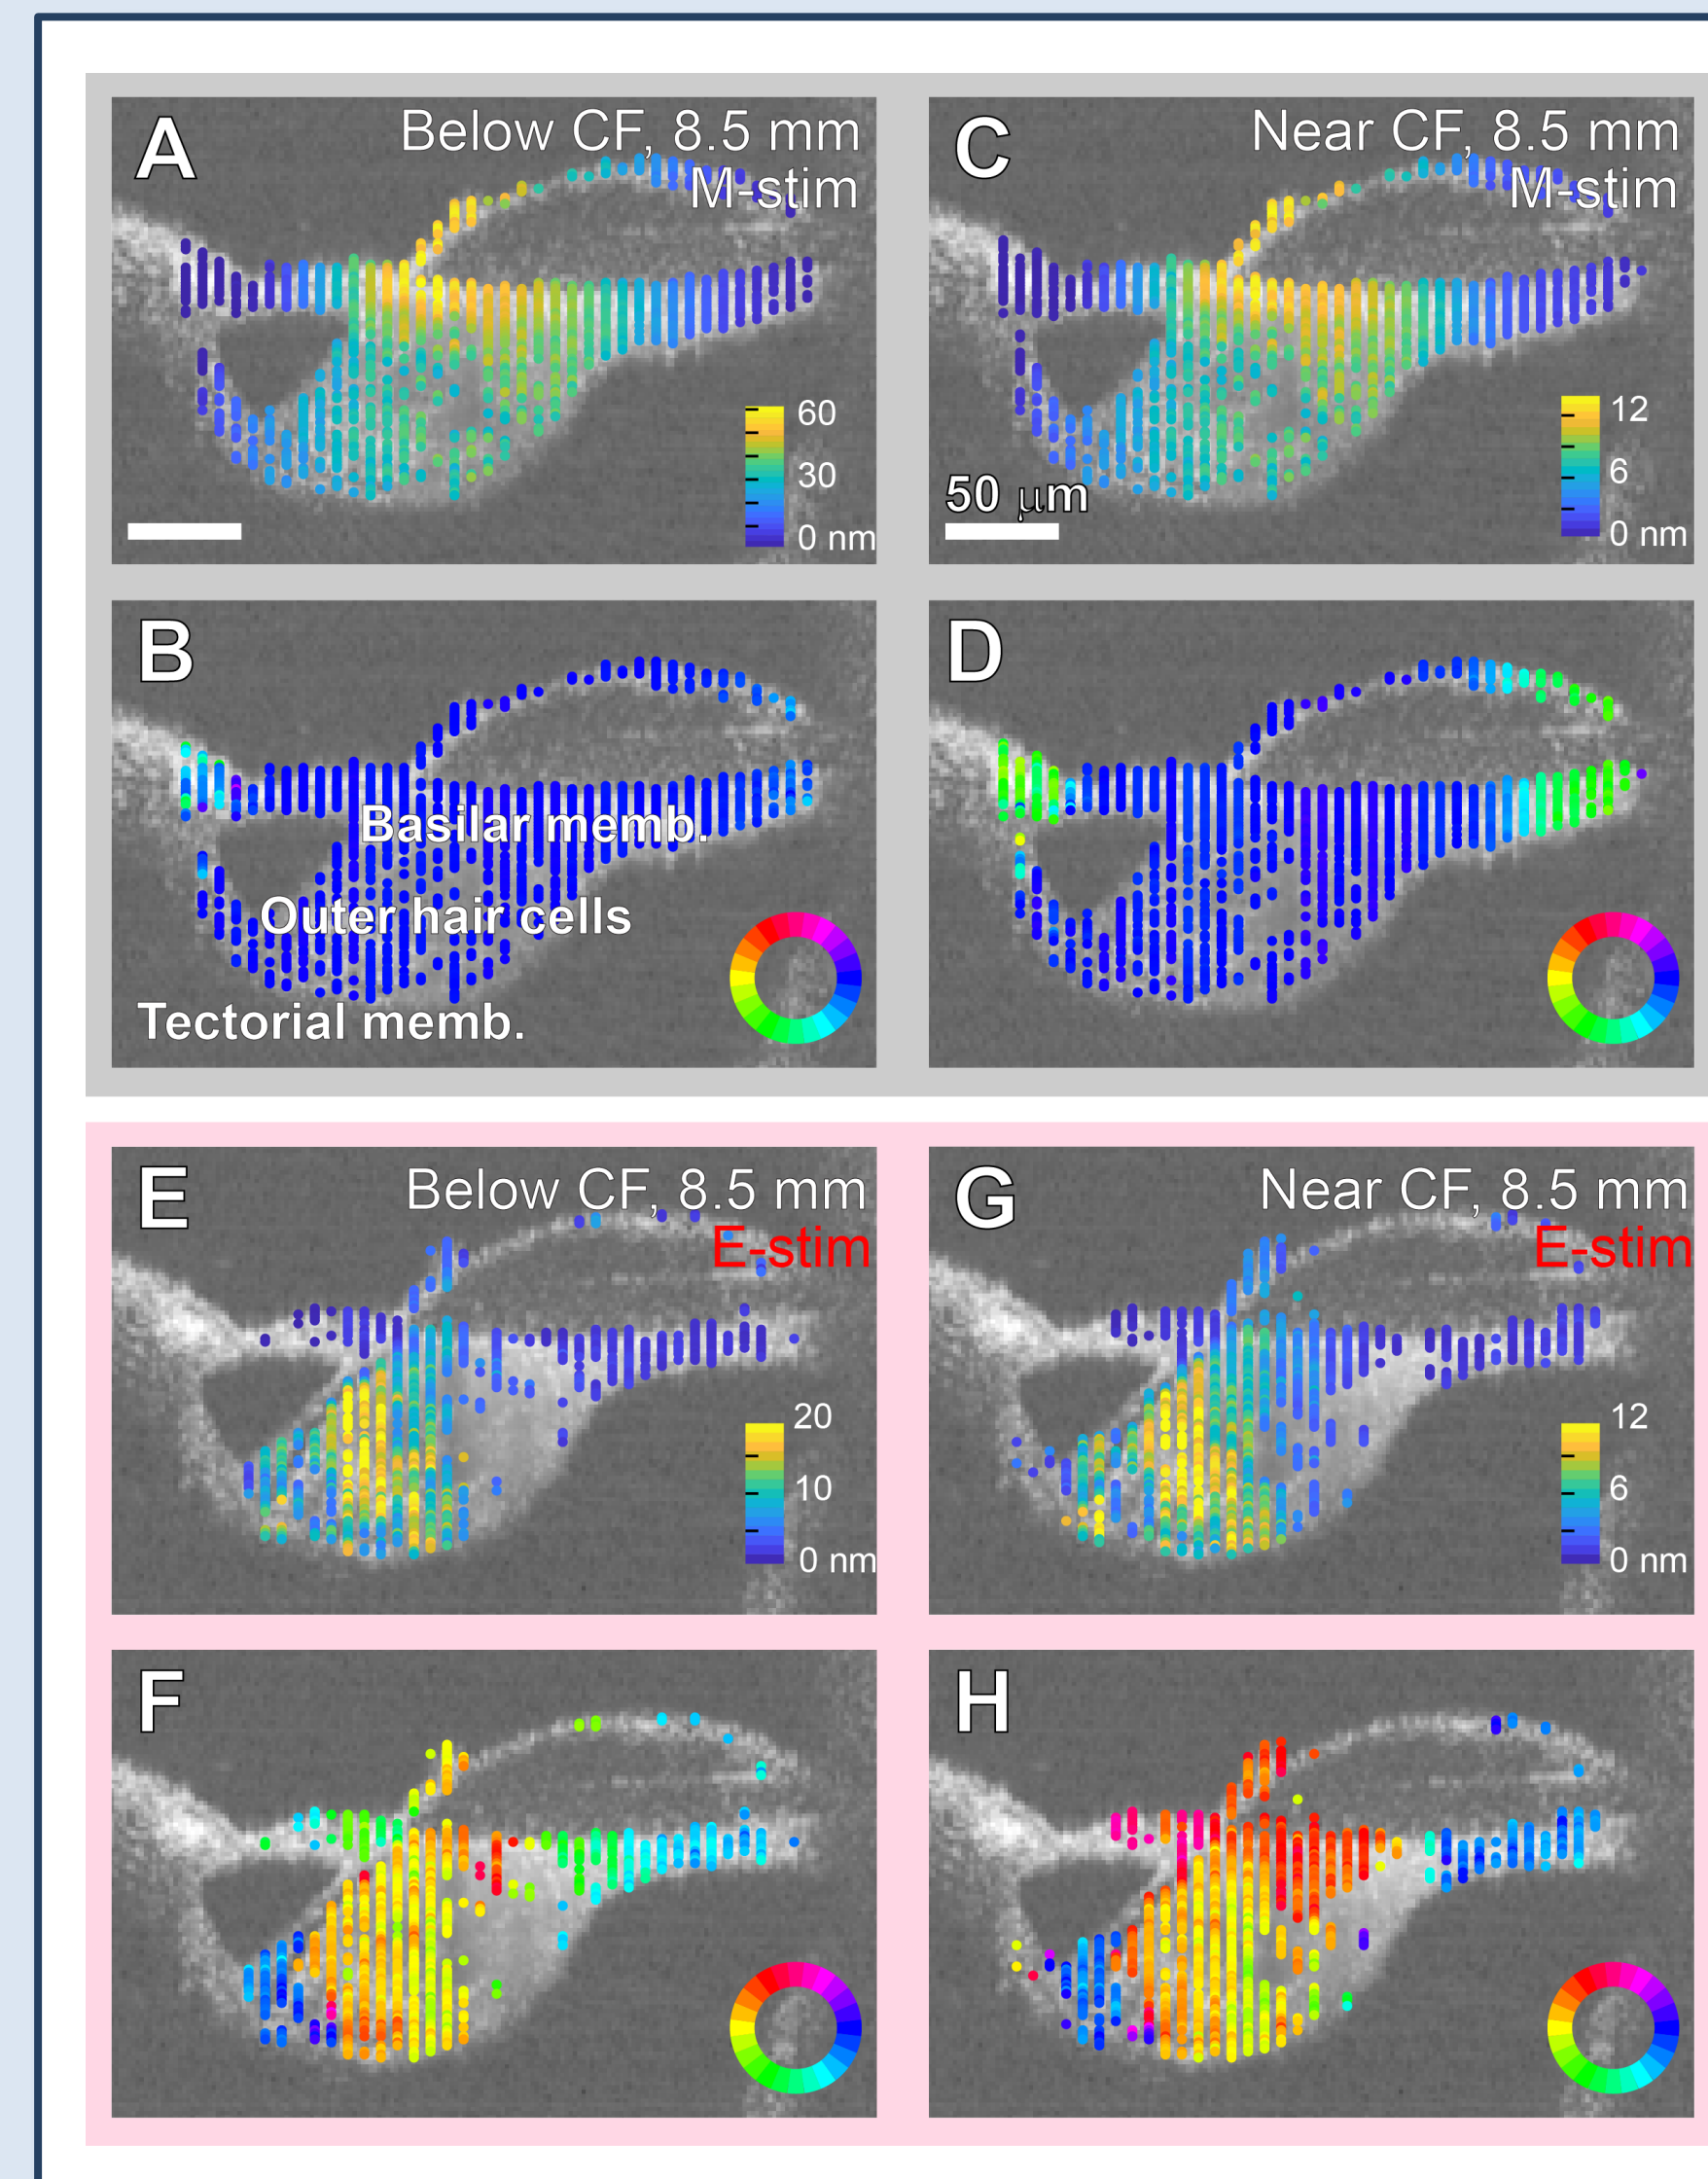 A
Below CF, 8.5 mm
M-stim
60
30
0 nm
C
Near CF, 8.5 mm
M-stim
12
6
0 nm
50 μm
B
Basilar memb.
Outer hair cells
Tectorial memb.
D
E
Below CF, 8.5 mm
E-stim
20
10
0 nm
G
Near CF, 8.5 mm
E-stim
12
6
0 nm
F
H